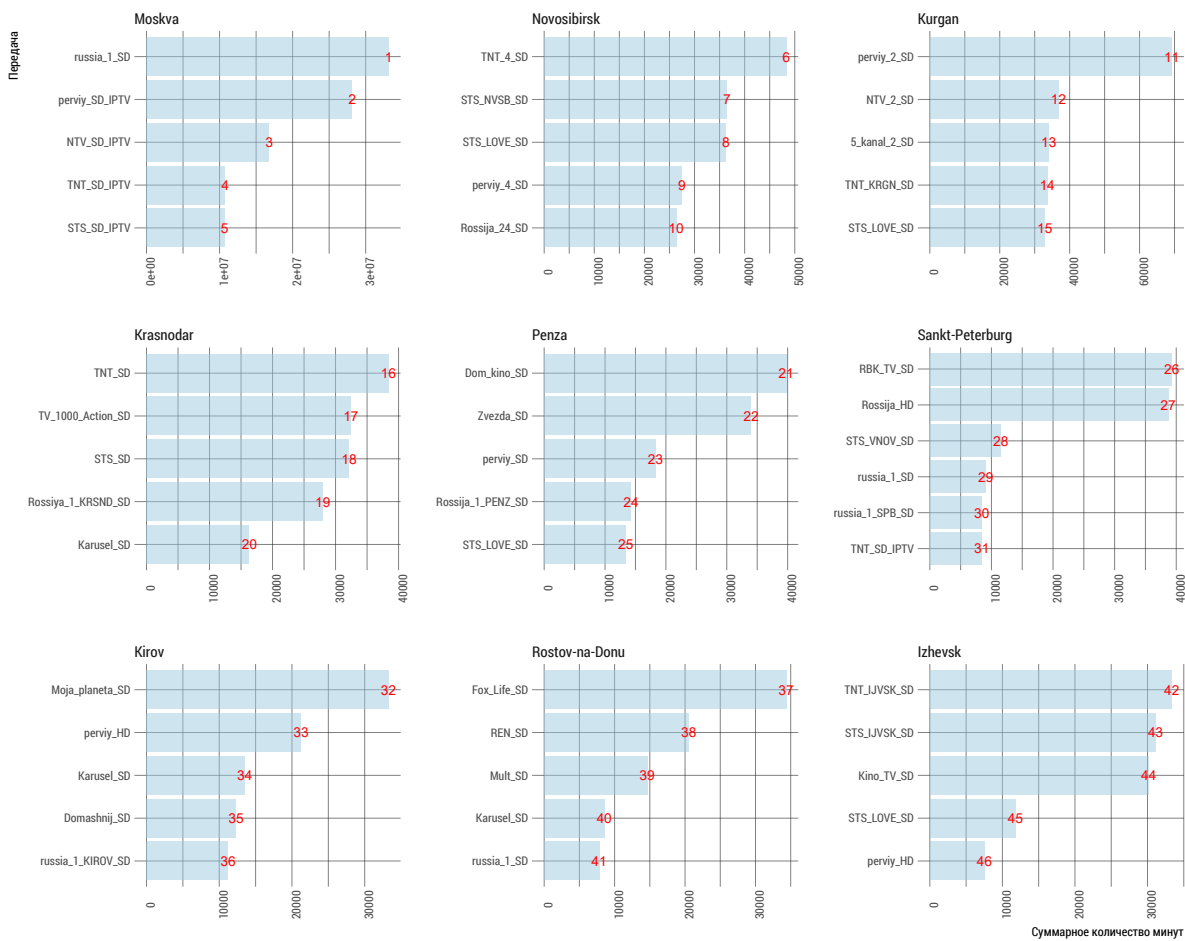 Передача
Moskva
russia_1_SD
perviy_SD_IPTV
NTV_SD_IPTV
TNT_SD_IPTV
STS_SD_IPTV
1
2
3
4
5
0e+00
1e+07
2e+07
3e+07
Novosibirsk
TNT_4_SD
STS_NVSB_SD
STS_LOVE_SD
perviy_4_SD
Rossija_24_SD
6
7
8
9
10
0
10000
20000
30000
40000
50000
Kurgan
perviy_2_SD
NTV_2_SD
5_kanal_2_SD
TNT_KRGN_SD
STS_LOVE_SD
11
12
13
14
15
0
20000
40000
60000
Krasnodar
TNT_SD
TV_1000_Action_SD
STS_SD
Rossiya_1_KRSND_SD
Karusel_SD
16
17
18
19
20
0
10000
20000
30000
40000
Penza
Dom_kino_SD
Zvezda_SD
perviy_SD
Rossija_1_PENZ_SD
STS_LOVE_SD
21
22
23
24
25
0
10000
20000
30000
40000
Sankt-Peterburg
RBK_TV_SD
Rossija_HD
STS_VNOV_SD
russia_1_SD
russia_1_SPB_SD
TNT_SD_IPTV
26
27
28
29
30
31
0
10000
20000
30000
40000
Kirov
Moja_planeta_SD
perviy_HD
Karusel_SD
Domashnij_SD
russia_1_KIROV_SD
32
33
34
35
36
0
10000
20000
30000
Rostov-na-Donu
Fox_Life_SD
REN_SD
Mult_SD
Karusel_SD
russia_1_SD
37
38
39
40
41
0
10000
20000
30000
Izhevsk
TNT_IJVSK_SD
STS_IJVSK_SD
Kino_TV_SD
STS_LOVE_SD
perviy_HD
42
43
44
45
46
0
10000
20000
30000
Суммарное количество минут